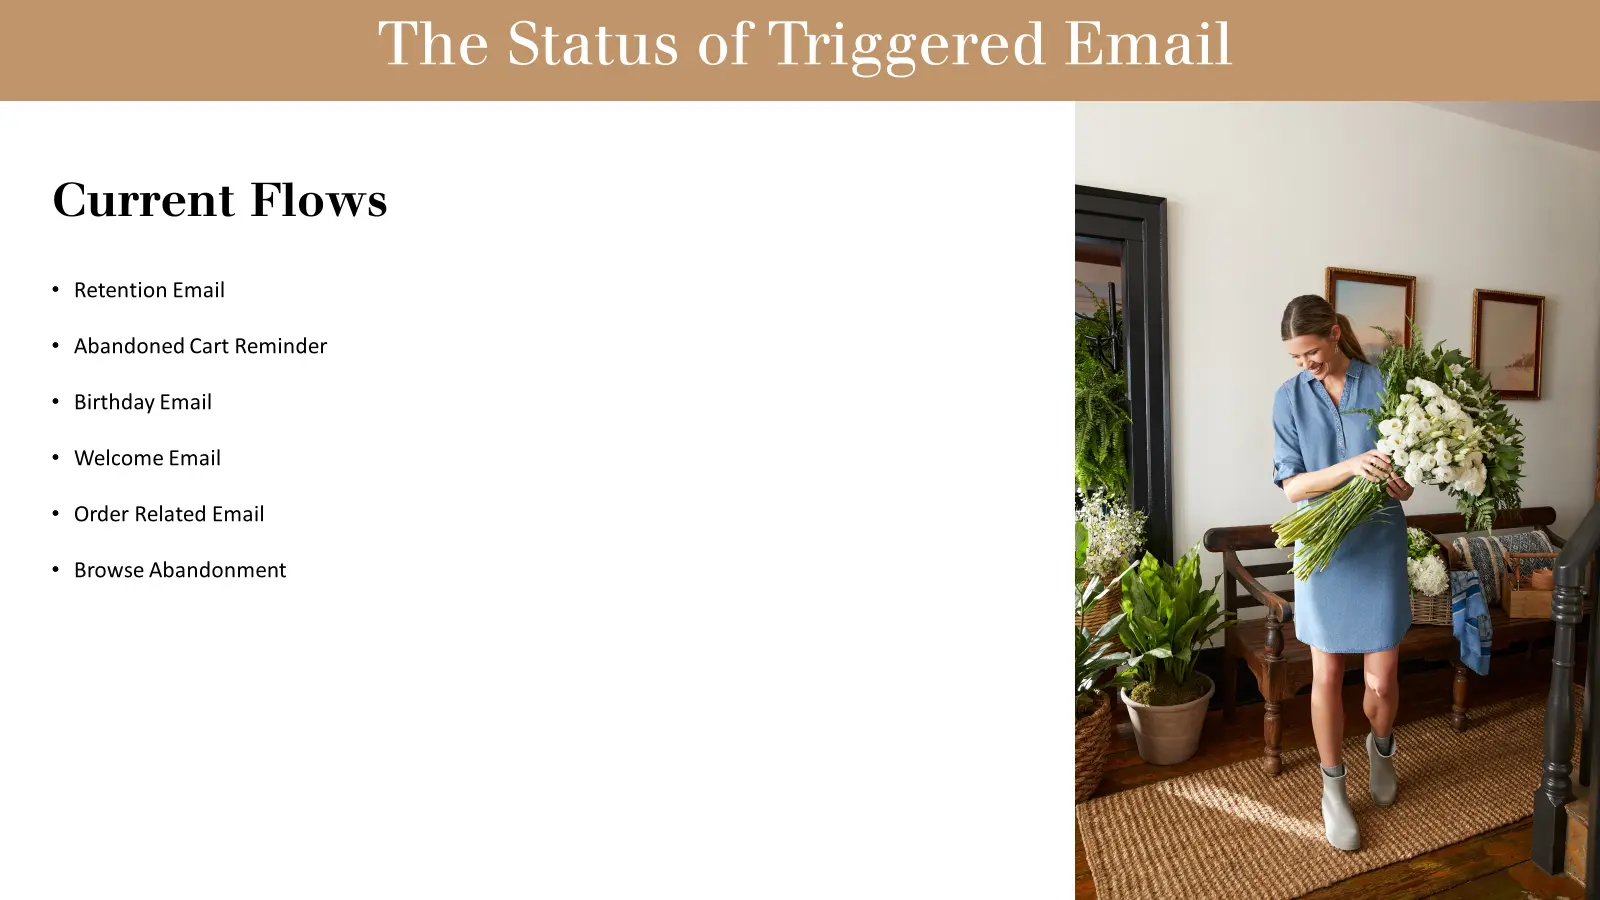 The Status of Triggered Email
Current Flows
• Retention Email
• Abandoned Cart Reminder
• Birthday Email
• Welcome Email
• Order Related Email
• Browse Abandonment